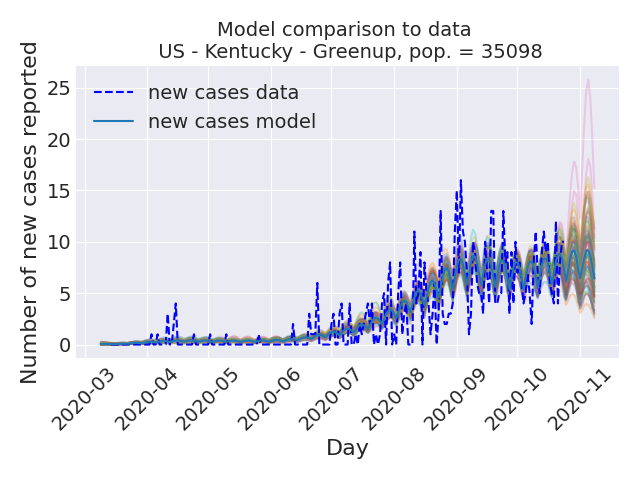 Model comparison to data
US - Kentucky - Greenup, pop. = 35098
new cases data
new cases model
Number of new cases reported
25
20
15
10
5
0
2020-03
2020-04
2020-05
2020-06
2020-07
2020-08
2020-09
2020-10
2020-11
Day